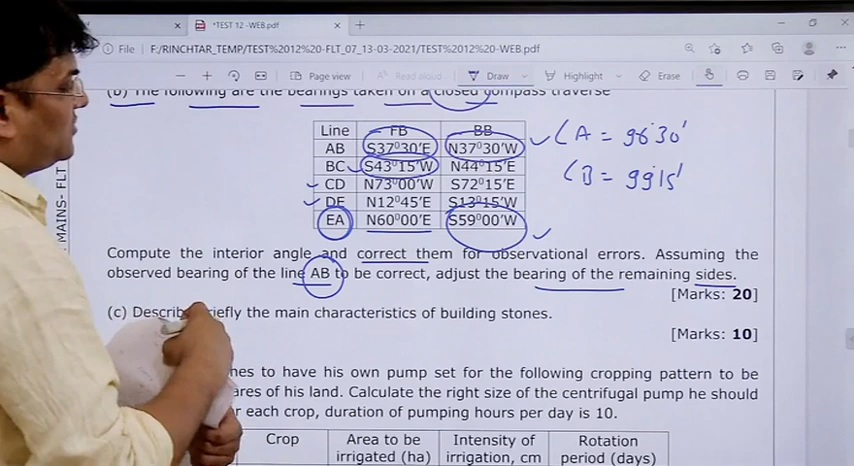 *TEST 12 -WEB.pdf
File F:/RINCHTAR_TEMP/TEST%2012%20-FLT_07_13-03-2021/TEST%2012%20-WEB.pdf
Page view Read aloud Draw Highlight Erase
(b) The following are the bearings taken on a closed compass traverse
Line FB BB
AB S37°30'E N37°30'W
BC S43°15'W N44°15'E
CD N73°00'W S72°15'E
DE N12°45'E S13°15'W
EA N60°00'E S59°00'W
∠A = 96°30'
∠B = 99°15'
Compute the interior angle and correct them for observational errors. Assuming the
observed bearing of the line AB to be correct, adjust the bearing of the remaining sides.
[Marks: 20]
(c) Describe briefly the main characteristics of building stones.
[Marks: 10]
hes to have his own pump set for the following cropping pattern to be
ares of his land. Calculate the right size of the centrifugal pump he should
r each crop, duration of pumping hours per day is 10.
Crop Area to be Intensity of Rotation
irrigated (ha) irrigation, cm period (days)
MAINS- FLT